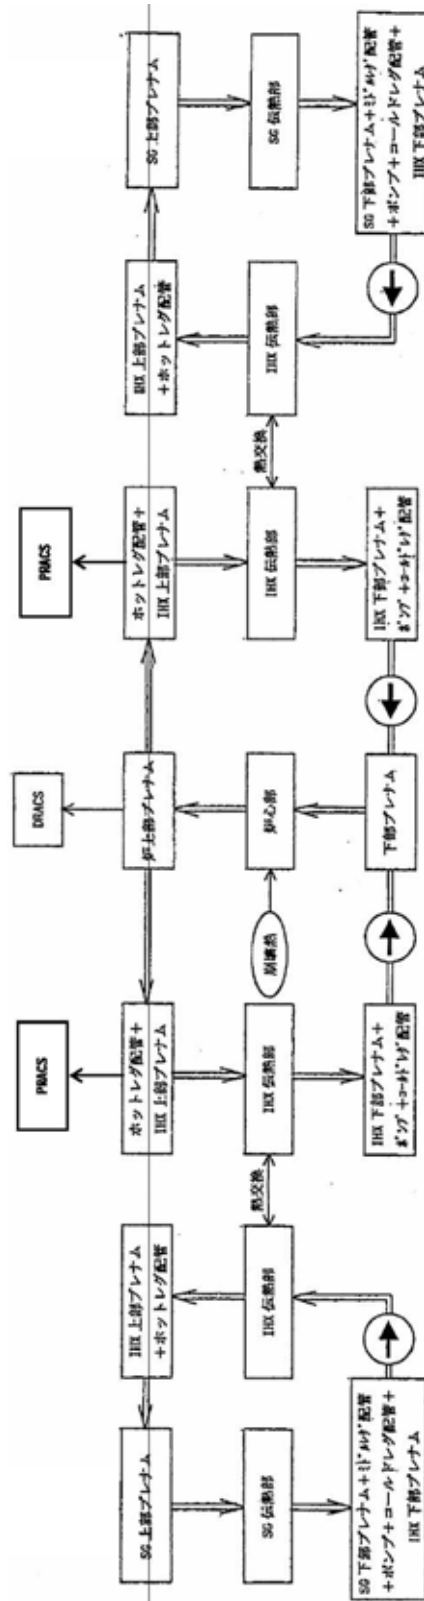 PRACS
DRACS
PRACS
SG 上部プレナム
IHX 上部プレナム
+ホットレグ配管
ホットレグ配管+
IHX 上部プレナム
炉上部プレナム
ホットレグ配管+
IHX 上部プレナム
IHX 上部プレナム
+ホットレグ配管
SG 上部プレナム
SG 伝熱部
IHX 伝熱部
熱交換
IHX 伝熱部
崩壊熱
炉心部
IHX 伝熱部
熱交換
IHX 伝熱部
SG 伝熱部
SG 下部プレナム+ミドルレグ配管
+ポンプ+コールドレグ配管+
IHX 下部プレナム
IHX 下部プレナム+
ポンプ+コールドレグ配管
下部プレナム
IHX 下部プレナム+
ポンプ+コールドレグ配管
SG 下部プレナム+ミドルレグ配管
+ポンプ+コールドレグ配管+
IHX 下部プレナム